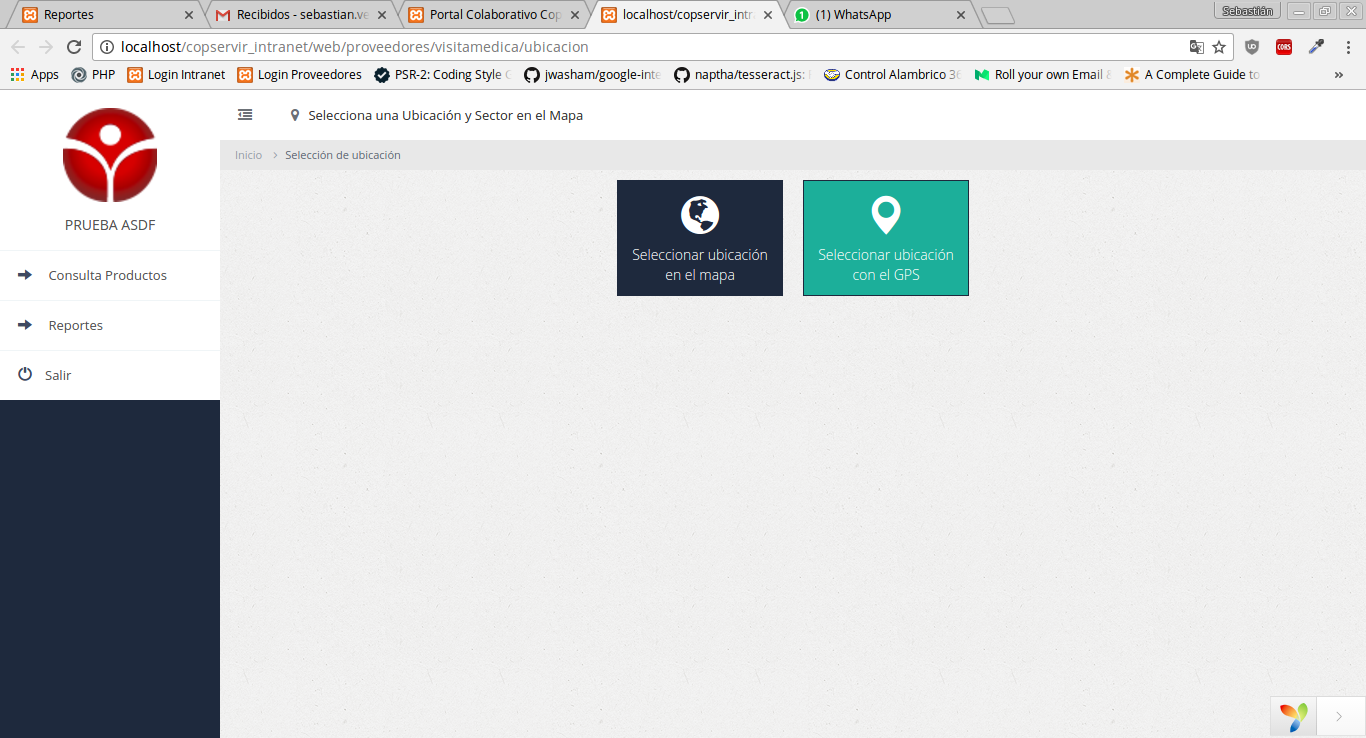 Reportes
Recibidos - sebastian.ve
Portal Colaborativo Cop
localhost/copservir_intra
(1) WhatsApp
Sebastián
localhost/copservir_intranet/web/proveedores/visitamedica/ubicacion
Apps
PHP
Login Intranet
Login Proveedores
PSR-2: Coding Style G
jwasham/google-inte
naptha/tesseract.js:
Control Alambrico 36
Roll your own Email &
A Complete Guide to
»
Selecciona una Ubicación y Sector en el Mapa
Inicio > Selección de ubicación
PRUEBA ASDF
Consulta Productos
Reportes
Salir
Seleccionar ubicación
en el mapa
Seleccionar ubicación
con el GPS